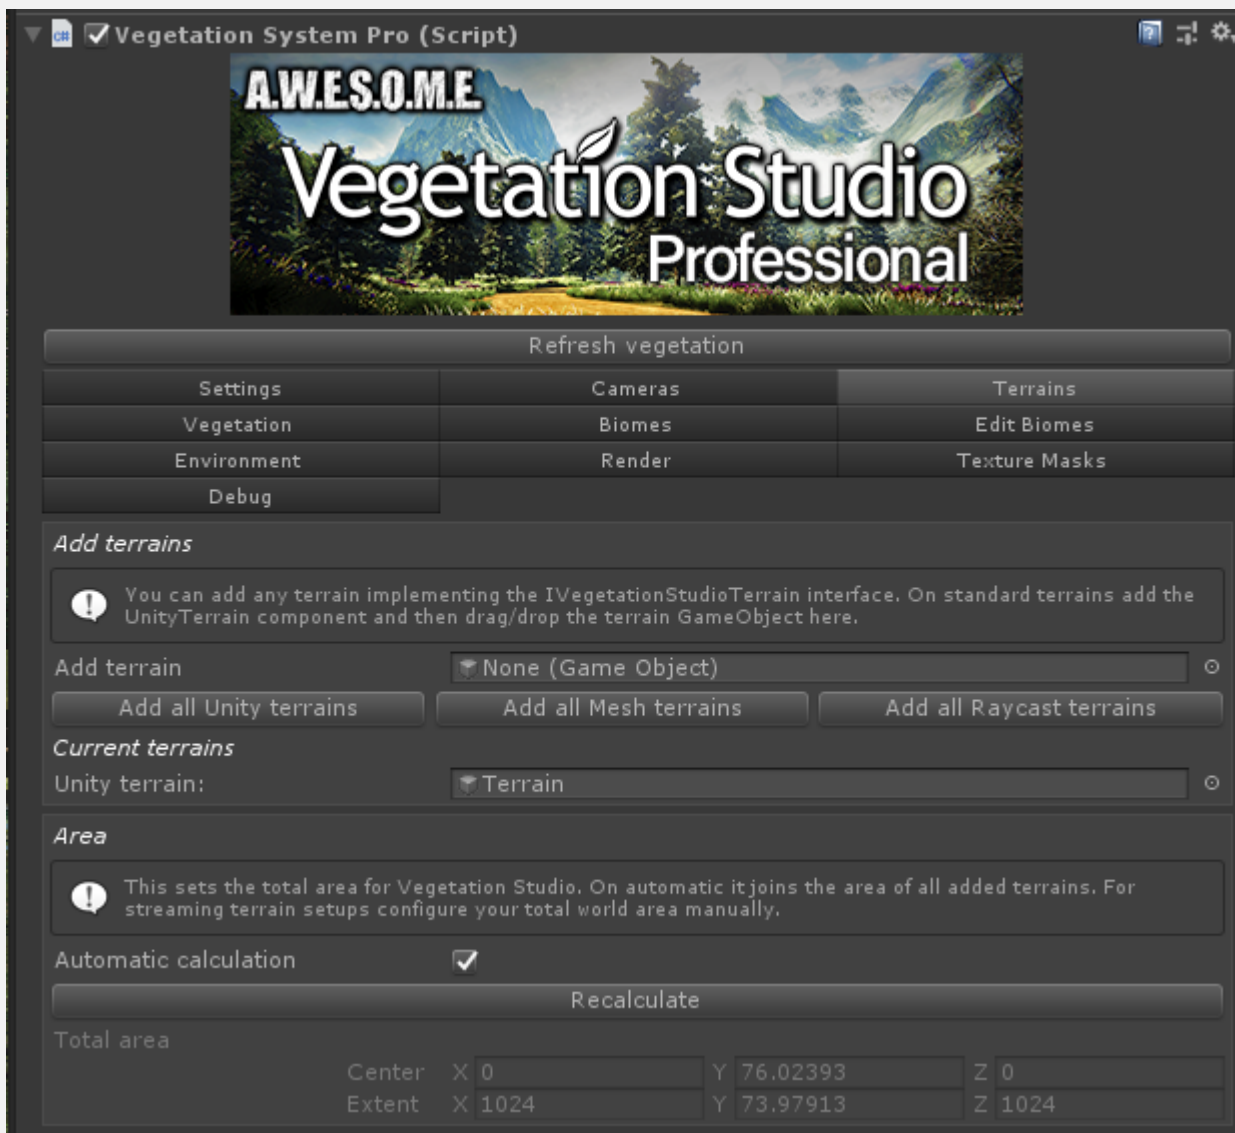 Vegetation System Pro (Script)
A.W.E.S.O.M.E.
Vegetation Studio
Professional
Refresh vegetation
Settings Cameras Terrains
Vegetation Biomes Edit Biomes
Environment Render Texture Masks
Debug
Add terrains
You can add any terrain implementing the IVegetationStudioTerrain interface. On standard terrains add the
UnityTerrain component and then drag/drop the terrain GameObject here.
Add terrain None (Game Object)
Add all Unity terrains Add all Mesh terrains Add all Raycast terrains
Current terrains
Unity terrain: Terrain
Area
This sets the total area for Vegetation Studio. On automatic it joins the area of all added terrains. For
streaming terrain setups configure your total world area manually.
Automatic calculation
Recalculate
Total area
Center X 0 Y 76.02393 Z 0
Extent X 1024 Y 73.97913 Z 1024